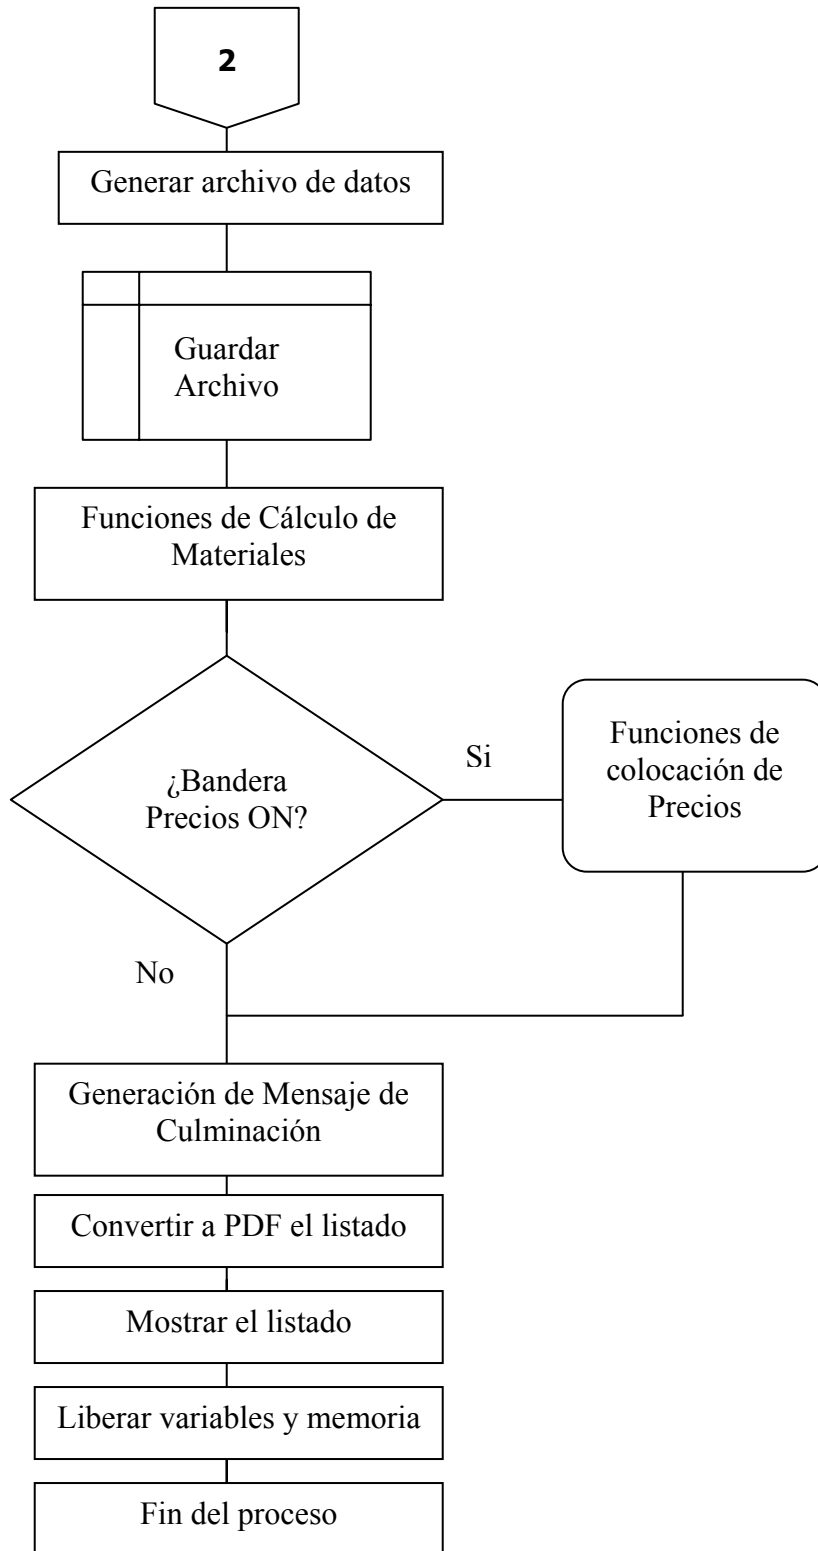 2
Generar archivo de datos
Guardar
Archivo
Funciones de Cálculo de
Materiales
¿Bandera
Precios ON?
Si
Funciones de
colocación de
Precios
No
Generación de Mensaje de
Culminación
Convertir a PDF el listado
Mostrar el listado
Liberar variables y memoria
Fin del proceso